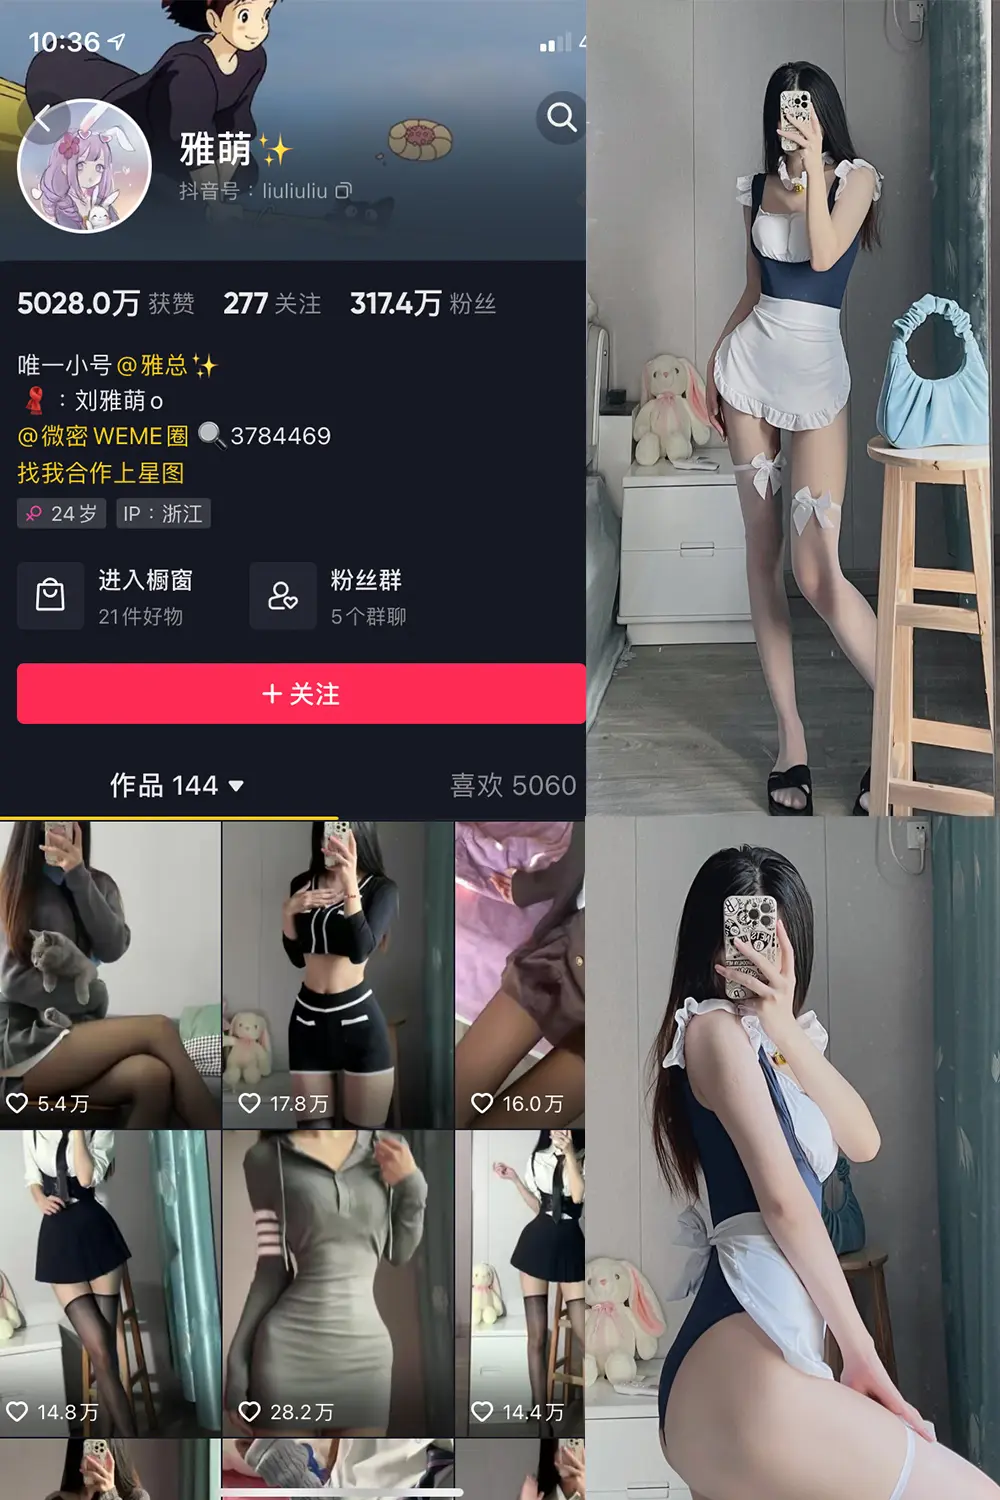 10:36
4
雅萌✨
抖音号：liuliuliu
5028.0万 获赞 277 关注 317.4万 粉丝
唯一小号@雅总✨
🧣：刘雅萌o
@微密WEME圈🔍3784469
找我合作上星图
♀ 24岁 IP：浙江
进入橱窗 粉丝群
21件好物 5个群聊
+ 关注
作品 144 ▼ 喜欢 5060
♡ 5.4万 ♡ 17.8万 ♡ 16.0万
♡ 14.8万 ♡ 28.2万 ♡ 14.4万